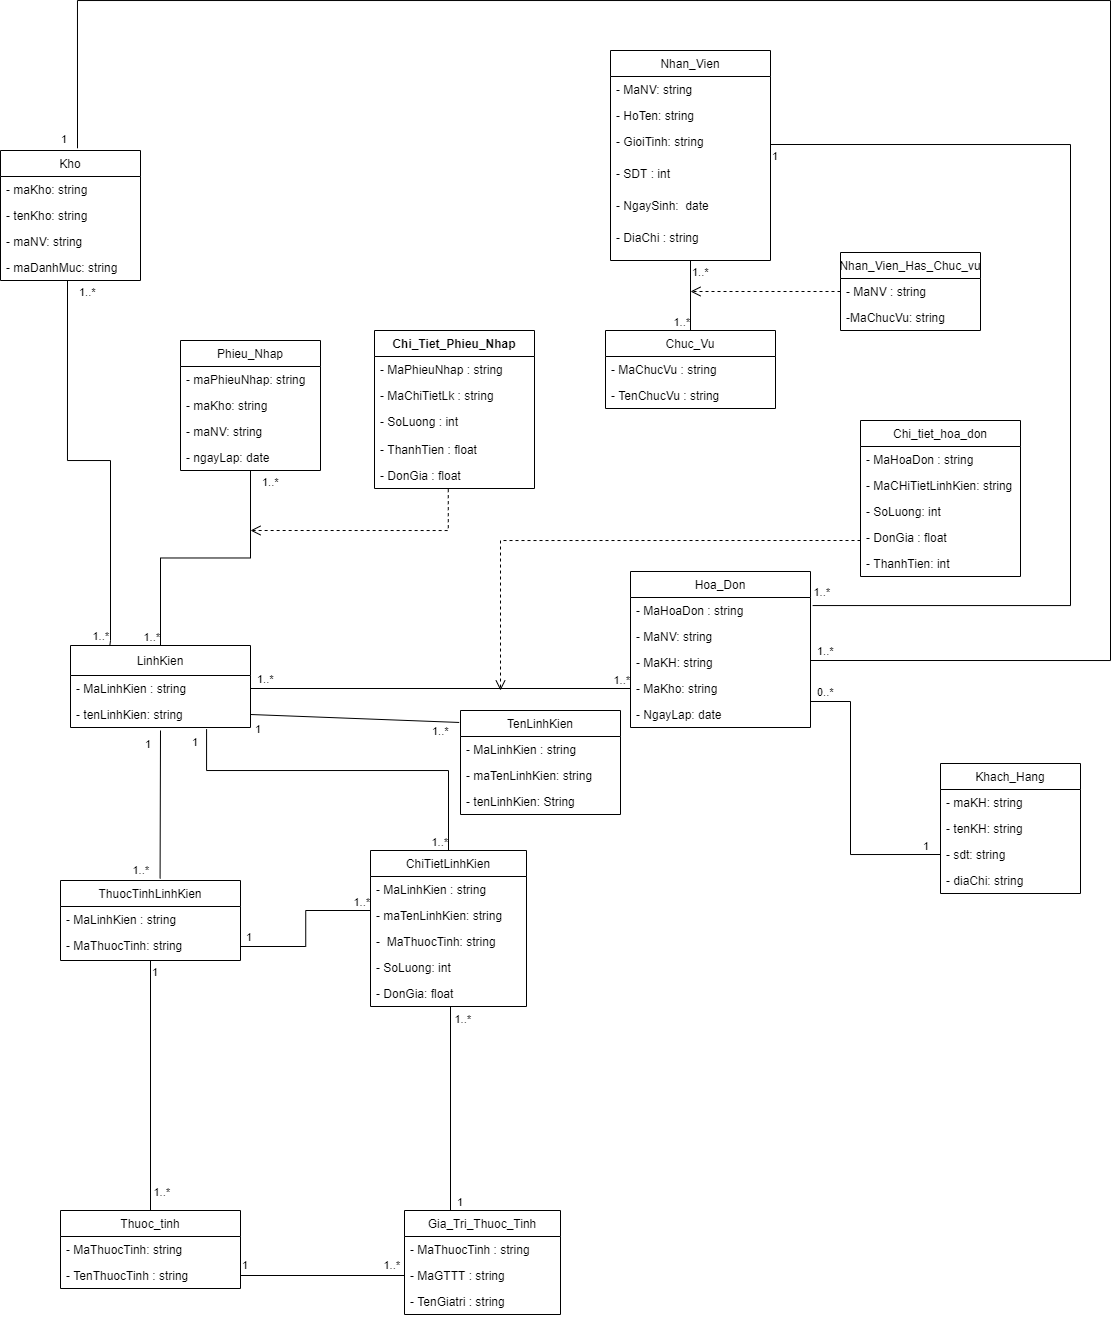 1
Kho
- maKho: string
- tenKho: string
- maNV: string
- maDanhMuc: string
1..*
Nhan_Vien
- MaNV: string
- HoTen: string
- GioiTinh: string
- SDT : int
- NgaySinh:  date
- DiaChi : string
1
1..*
Nhan_Vien_Has_Chuc_vu
- MaNV : string
-MaChucVu: string
1..*
Chuc_Vu
- MaChucVu : string
- TenChucVu : string
Phieu_Nhap
- maPhieuNhap: string
- maKho: string
- maNV: string
- ngayLap: date
1..*
Chi_Tiet_Phieu_Nhap
- MaPhieuNhap : string
- MaChiTietLk : string
- SoLuong : int
- ThanhTien : float
- DonGia : float
Chi_tiet_hoa_don
- MaHoaDon : string
- MaCHiTietLinhKien: string
- SoLuong: int
- DonGia : float
- ThanhTien: int
Hoa_Don
- MaHoaDon : string
- MaNV: string
- MaKH: string
- MaKho: string
- NgayLap: date
1..*
1..*
0..*
1..*
1..*
1..*
LinhKien
- MaLinhKien : string
- tenLinhKien: string
1..*
1
1..*
1
1
TenLinhKien
- MaLinhKien : string
- maTenLinhKien: string
- tenLinhKien: String
Khach_Hang
- maKH: string
- tenKH: string
- sdt: string
- diaChi: string
1
1..*
ChiTietLinhKien
- MaLinhKien : string
- maTenLinhKien: string
-  MaThuocTinh: string
- SoLuong: int
- DonGia: float
1..*
1..*
ThuocTinhLinhKien
- MaLinhKien : string
- MaThuocTinh: string
1..*
1
1
1..*
Thuoc_tinh
- MaThuocTinh: string
- TenThuocTinh : string
1
1..*
1
Gia_Tri_Thuoc_Tinh
- MaThuocTinh : string
- MaGTTT : string
- TenGiatri : string